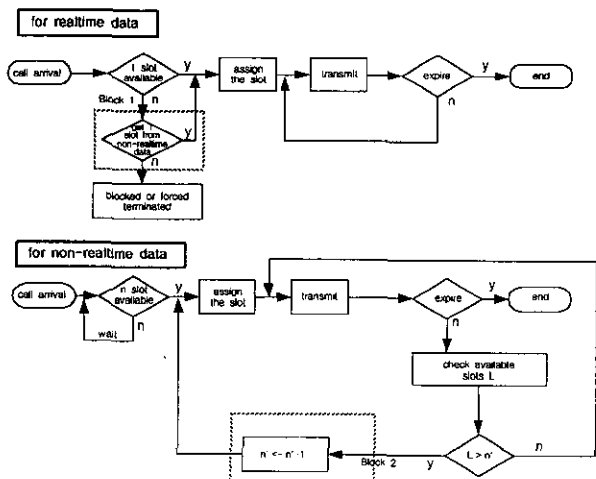 for realtime data
call arrival
1 slot
available
y
n
Block 1
get 1
slot from
non-realtime
data
y
n
blocked or forced
terminated
assign
the slot
transmit
expire
y
n
end
for non-realtime data
call arrival
n slot
available
y
n
wait
assign
the slot
transmit
expire
y
n
end
check available
slots L
L > n'
y
n
Block 2